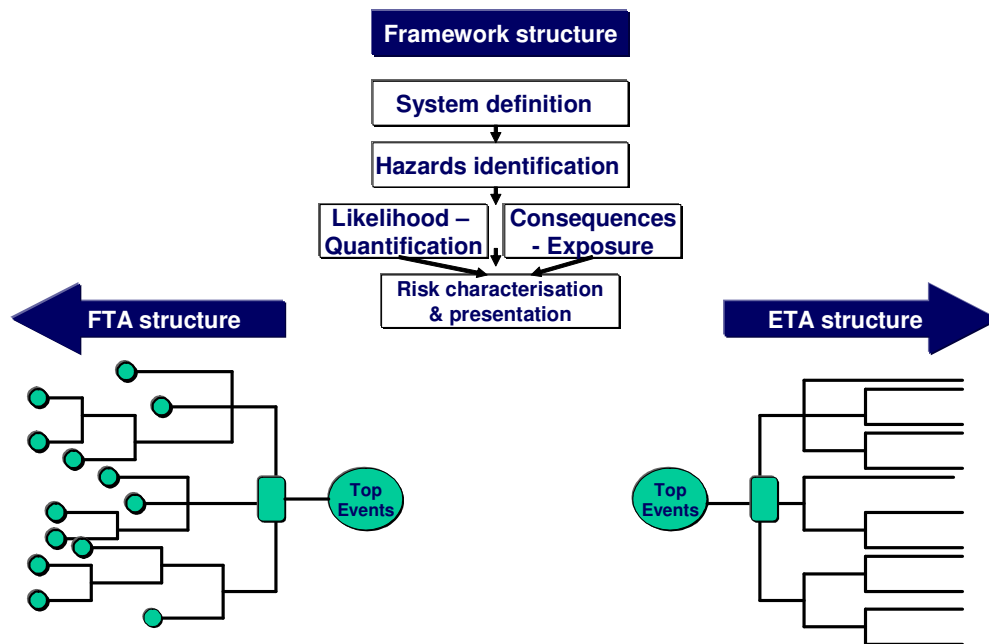 Framework structure
System definition
Hazards identification
Likelihood –
Quantification
Consequences
- Exposure
Risk characterisation
& presentation
FTA structure
ETA structure
Top
Events
Top
Events